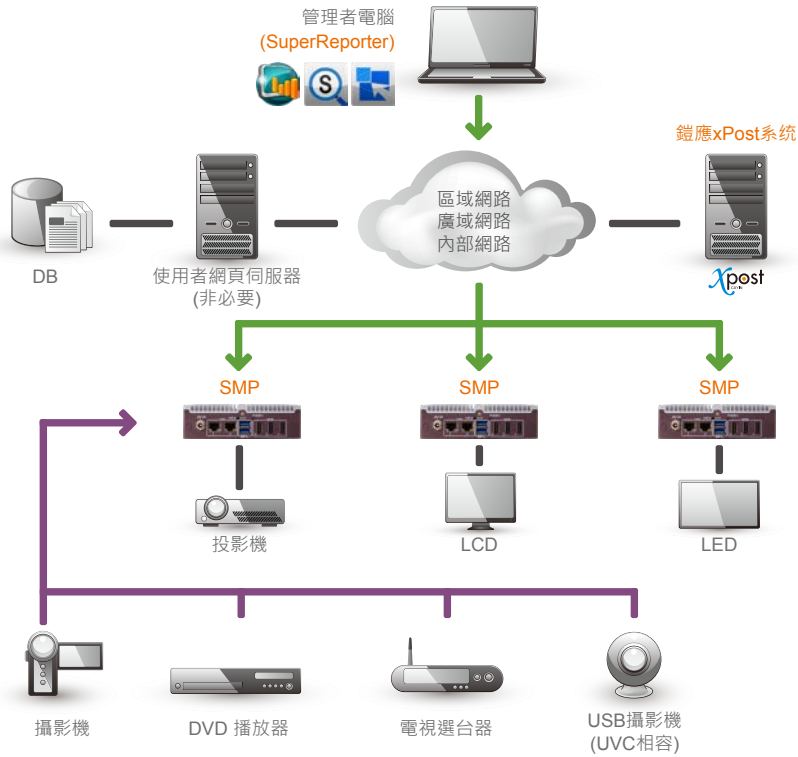 管理者電腦
(SuperReporter)
S
鎧應xPost系统
區域網路
廣域網路
內部網路
DB
使用者網頁伺服器
(非必要)
Xpost
CAYIN
SMP
SMP
SMP
投影機
LCD
LED
攝影機
DVD 播放器
電視選台器
USB攝影機
(UVC相容)